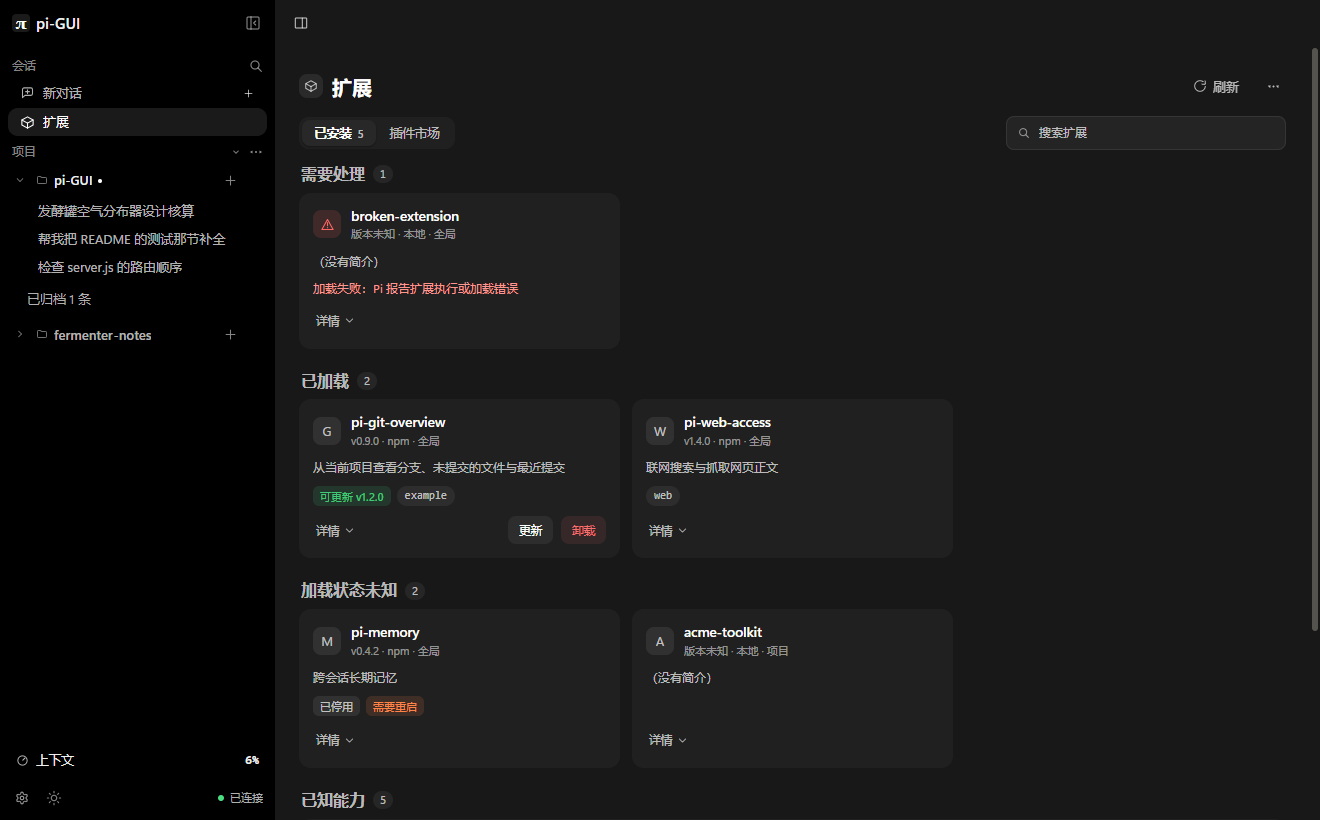 π pi-GUI
会话
新对话
扩展
项目
pi-GUI •
发酵罐空气分布器设计核算
帮我把 README 的测试那节补全
检查 server.js 的路由顺序
已归档 1 条
fermenter-notes
上下文 6%
已连接
扩展
刷新
已安装 5 插件市场
搜索扩展
需要处理 1
broken-extension
版本未知 · 本地 · 全局
（没有简介）
加载失败：Pi 报告扩展执行或加载错误
详情
已加载 2
G
pi-git-overview
v0.9.0 · npm · 全局
从当前项目查看分支、未提交的文件与最近提交
可更新 v1.2.0 example
详情 更新 卸载
W
pi-web-access
v1.4.0 · npm · 全局
联网搜索与抓取网页正文
web
详情
加载状态未知 2
M
pi-memory
v0.4.2 · npm · 全局
跨会话长期记忆
已停用 需要重启
详情
A
acme-toolkit
版本未知 · 本地 · 项目
（没有简介）
详情
已知能力 5